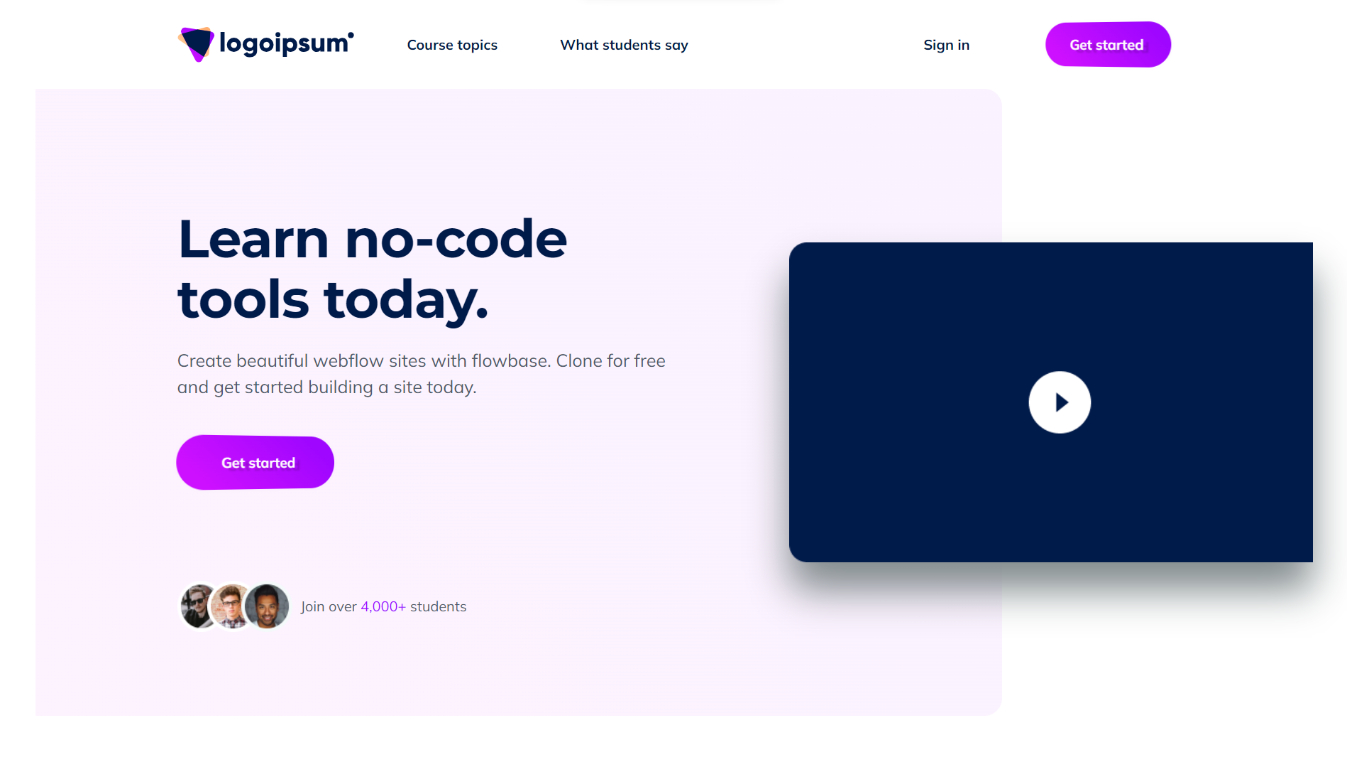 logoipsum
Course topics
What students say
Sign in
Get started
Learn no-code
tools today.
Create beautiful webflow sites with flowbase. Clone for free
and get started building a site today.
Get started
Join over 4,000+ students